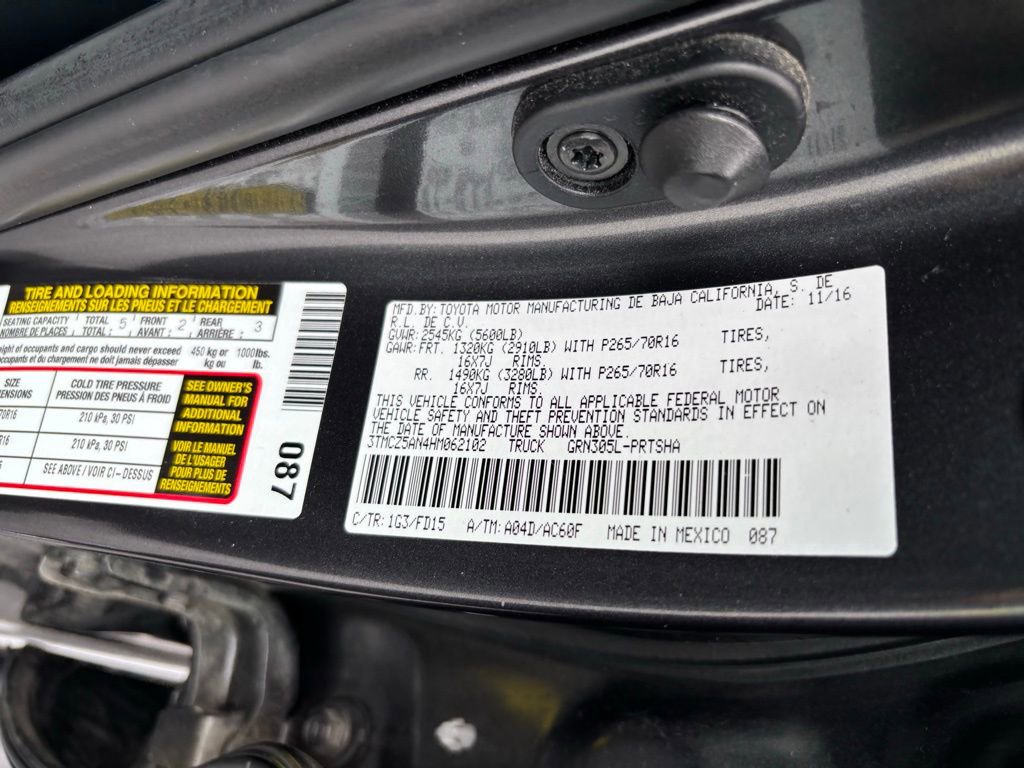 TIRE AND LOADING INFORMATION
RENSEIGNEMENTS SUR LES PNEUS ET LE CHARGEMENT
SEATING CAPACITY TOTAL 5 FRONT 2 REAR 3
NOMBRE DE PLACES TOTAL: AVANT: ARRIÈRE:
of occupants and cargo should never exceed 450 kg or 1000lbs.
occupants et du chargement ne doit jamais dépasser kg ou lb.
SIZE COLD TIRE PRESSURE
PRESSION DES PNEUS À FROID
70R16 210 kPa, 30 PSI
R16 210 kPa, 30 PSI
SEE ABOVE / VOIR CI-DESSUS
SEE OWNER'S
MANUAL FOR
ADDITIONAL
INFORMATION
VOIR LE MANUEL
DE L'USAGER
POUR PLUS DE
RENSEIGNEMENTS
087
MFD.BY:TOYOTA MOTOR MANUFACTURING DE BAJA CALIFORNIA, S. DE
R.L. DE C.V. DATE: 11/16
GVWR:2545KG (5600LB)
GAWR:FRT. 1320KG (2910LB) WITH P265/70R16 TIRES,
16X7J RIMS.
RR. 1490KG (3280LB) WITH P265/70R16 TIRES,
16X7J RIMS.
THIS VEHICLE CONFORMS TO ALL APPLICABLE FEDERAL MOTOR
VEHICLE SAFETY AND THEFT PREVENTION STANDARDS IN EFFECT ON
THE DATE OF MANUFACTURE SHOWN ABOVE.
3TMCZ5AN4HM062102 TRUCK GRN305L-PRTSHA
C/TR:1G3/FD15 A/TM:A04D/AC60F MADE IN MEXICO 087